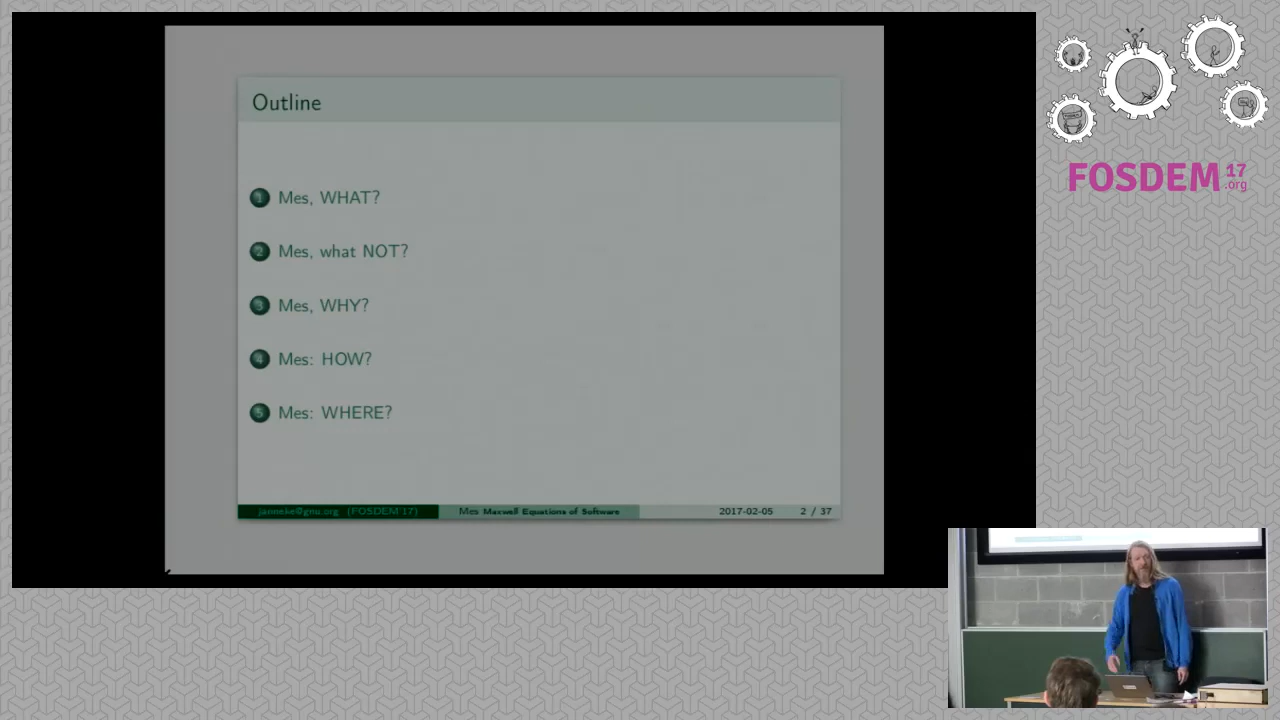 Outline
1 Mes, WHAT?
2 Mes, what NOT?
3 Mes, WHY?
4 Mes: HOW?
5 Mes: WHERE?
janneke@gnu.org (FOSDEM'17) Mes Maxwell Equations of Software 2017-02-05 2 / 37
FOSDEM 17
.org